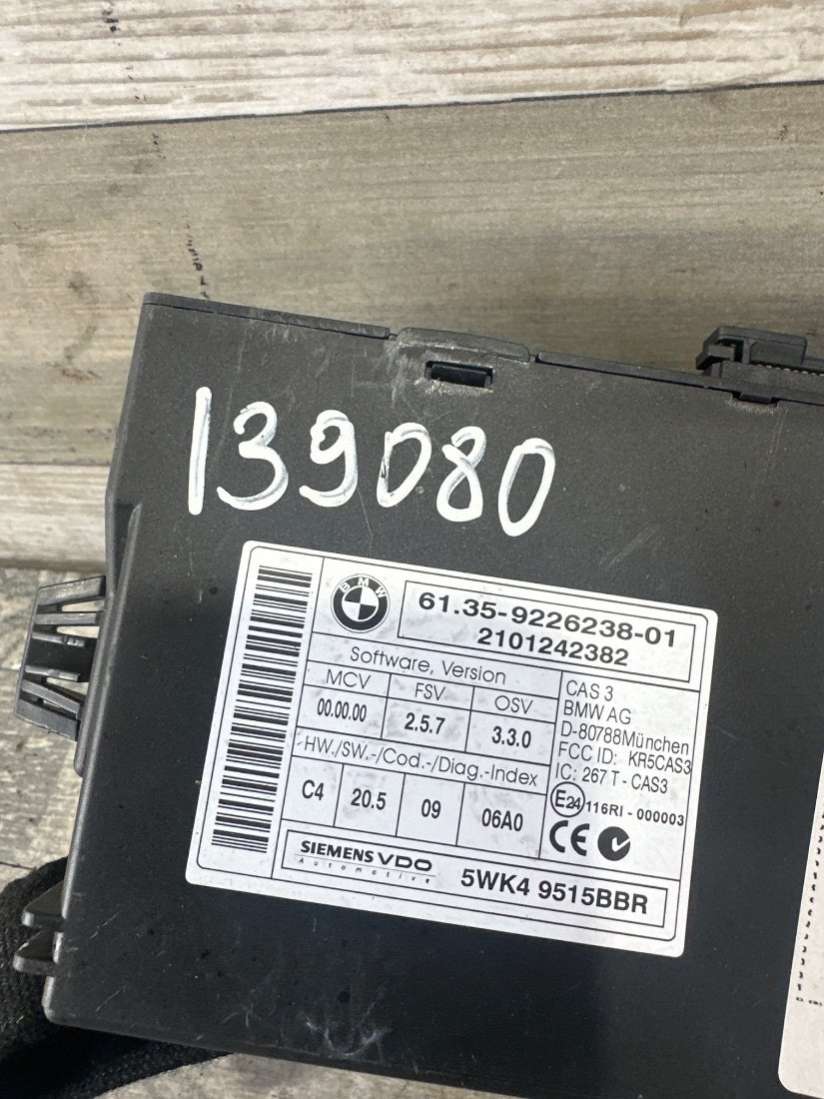 139080
BMW
61.35-9226238-01
2101242382
Software, Version
MCV FSV OSV
00.00.00 2.5.7 3.3.0
HW./SW.-/Cod.-/Diag.-Index
C4 20.5 09 06A0
CAS 3
BMW AG
D-80788München
FCC ID: KR5CAS3
IC: 267 T - CAS3
E24 116RI - 000003
CE
SIEMENS VDO
Automotive
5WK4 9515BBR